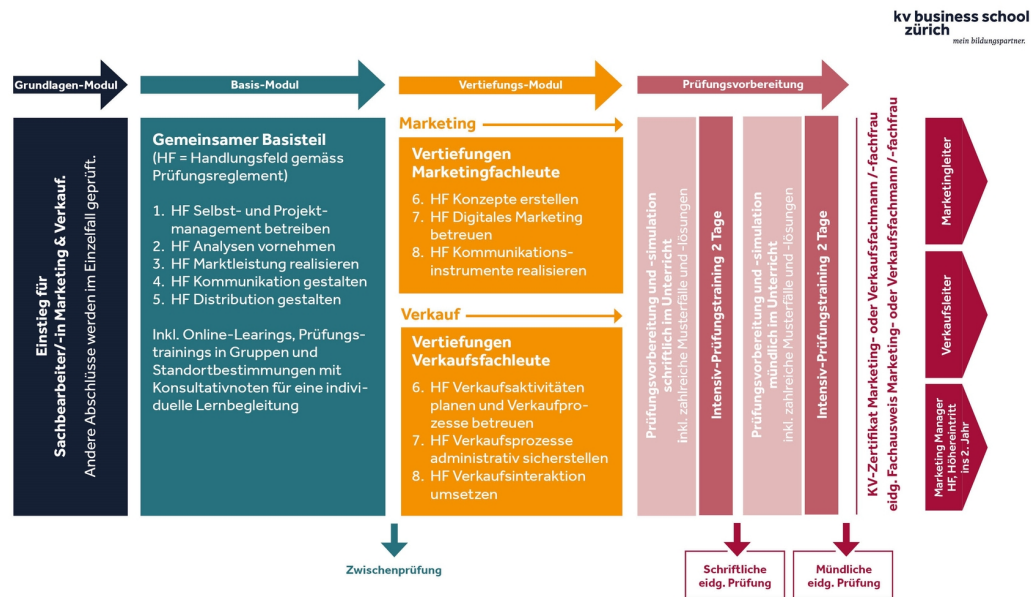 kv business school
zürich
mein bildungspartner.
Grundlagen-Modul
Basis-Modul
Vertiefungs-Modul
Prüfungsvorbereitung
Einstieg für
Sachbearbeiter/-in Marketing & Verkauf.
Andere Abschlüsse werden im Einzelfall geprüft.
Gemeinsamer Basisteil
(HF = Handlungsfeld gemäss
Prüfungsreglement)
1. HF Selbst- und Projekt-
management betreiben
2. HF Analysen vornehmen
3. HF Marktleistung realisieren
4. HF Kommunikation gestalten
5. HF Distribution gestalten
Inkl. Online-Learings, Prüfungs-
trainings in Gruppen und
Standortbestimmungen mit
Konsultativnoten für eine indivi-
duelle Lernbegleitung
Zwischenprüfung
Marketing
Vertiefungen
Marketingfachleute
6. HF Konzepte erstellen
7. HF Digitales Marketing
betreuen
8. HF Kommunikations-
instrumente realisieren
Verkauf
Vertiefungen
Verkaufsfachleute
6. HF Verkaufsaktivitäten
planen und Verkaufpro-
zesse betreuen
7. HF Verkaufsprozesse
administrativ sicherstellen
8. HF Verkaufsinteraktion
umsetzen
Prüfungsvorbereitung und -simulation
schriftlich im Unterricht
inkl. zahlreiche Musterfälle und -lösungen
Intensiv-Prüfungstraining 2 Tage
Schriftliche
eidg. Prüfung
Prüfungsvorbereitung und -simulation
mündlich im Unterricht
inkl. zahlreiche Musterfälle und -lösungen
Intensiv-Prüfungstraining 2 Tage
Mündliche
eidg. Prüfung
KV-Zertifikat Marketing- oder Verkaufsfachmann /-fachfrau
eidg. Fachausweis Marketing- oder Verkaufsfachmann /-fachfrau
Marketingleiter
Verkaufsleiter
Marketing Manager
HF, Höhereintritt
ins 2. Jahr